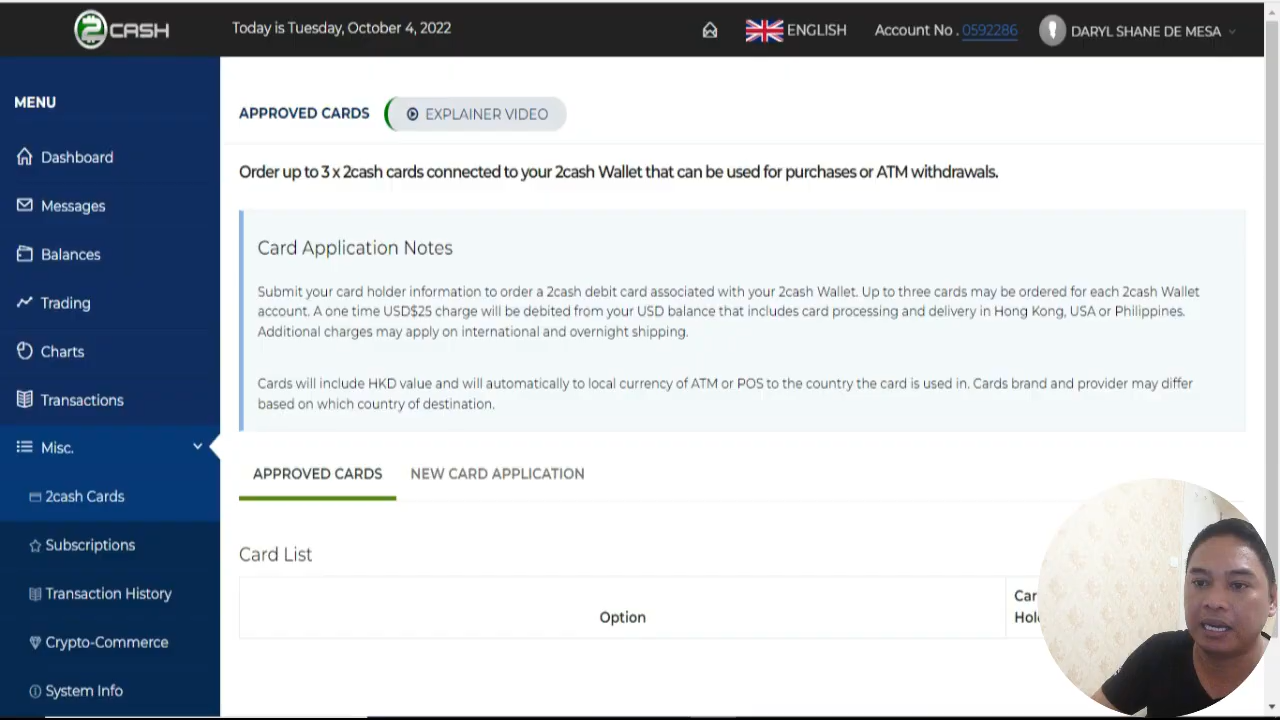 2CASH
Today is Tuesday, October 4, 2022
ENGLISH
Account No . 0592286
DARYL SHANE DE MESA
MENU
Dashboard
Messages
Balances
Trading
Charts
Transactions
Misc.
2cash Cards
Subscriptions
Transaction History
Crypto-Commerce
System Info
APPROVED CARDS
EXPLAINER VIDEO
Order up to 3 x 2cash cards connected to your 2cash Wallet that can be used for purchases or ATM withdrawals.
Card Application Notes
Submit your card holder information to order a 2cash debit card associated with your 2cash Wallet. Up to three cards may be ordered for each 2cash Wallet
account. A one time USD$25 charge will be debited from your USD balance that includes card processing and delivery in Hong Kong, USA or Philippines.
Additional charges may apply on international and overnight shipping.
Cards will include HKD value and will automatically to local currency of ATM or POS to the country the card is used in. Cards brand and provider may differ
based on which country of destination.
APPROVED CARDS
NEW CARD APPLICATION
Card List
Option